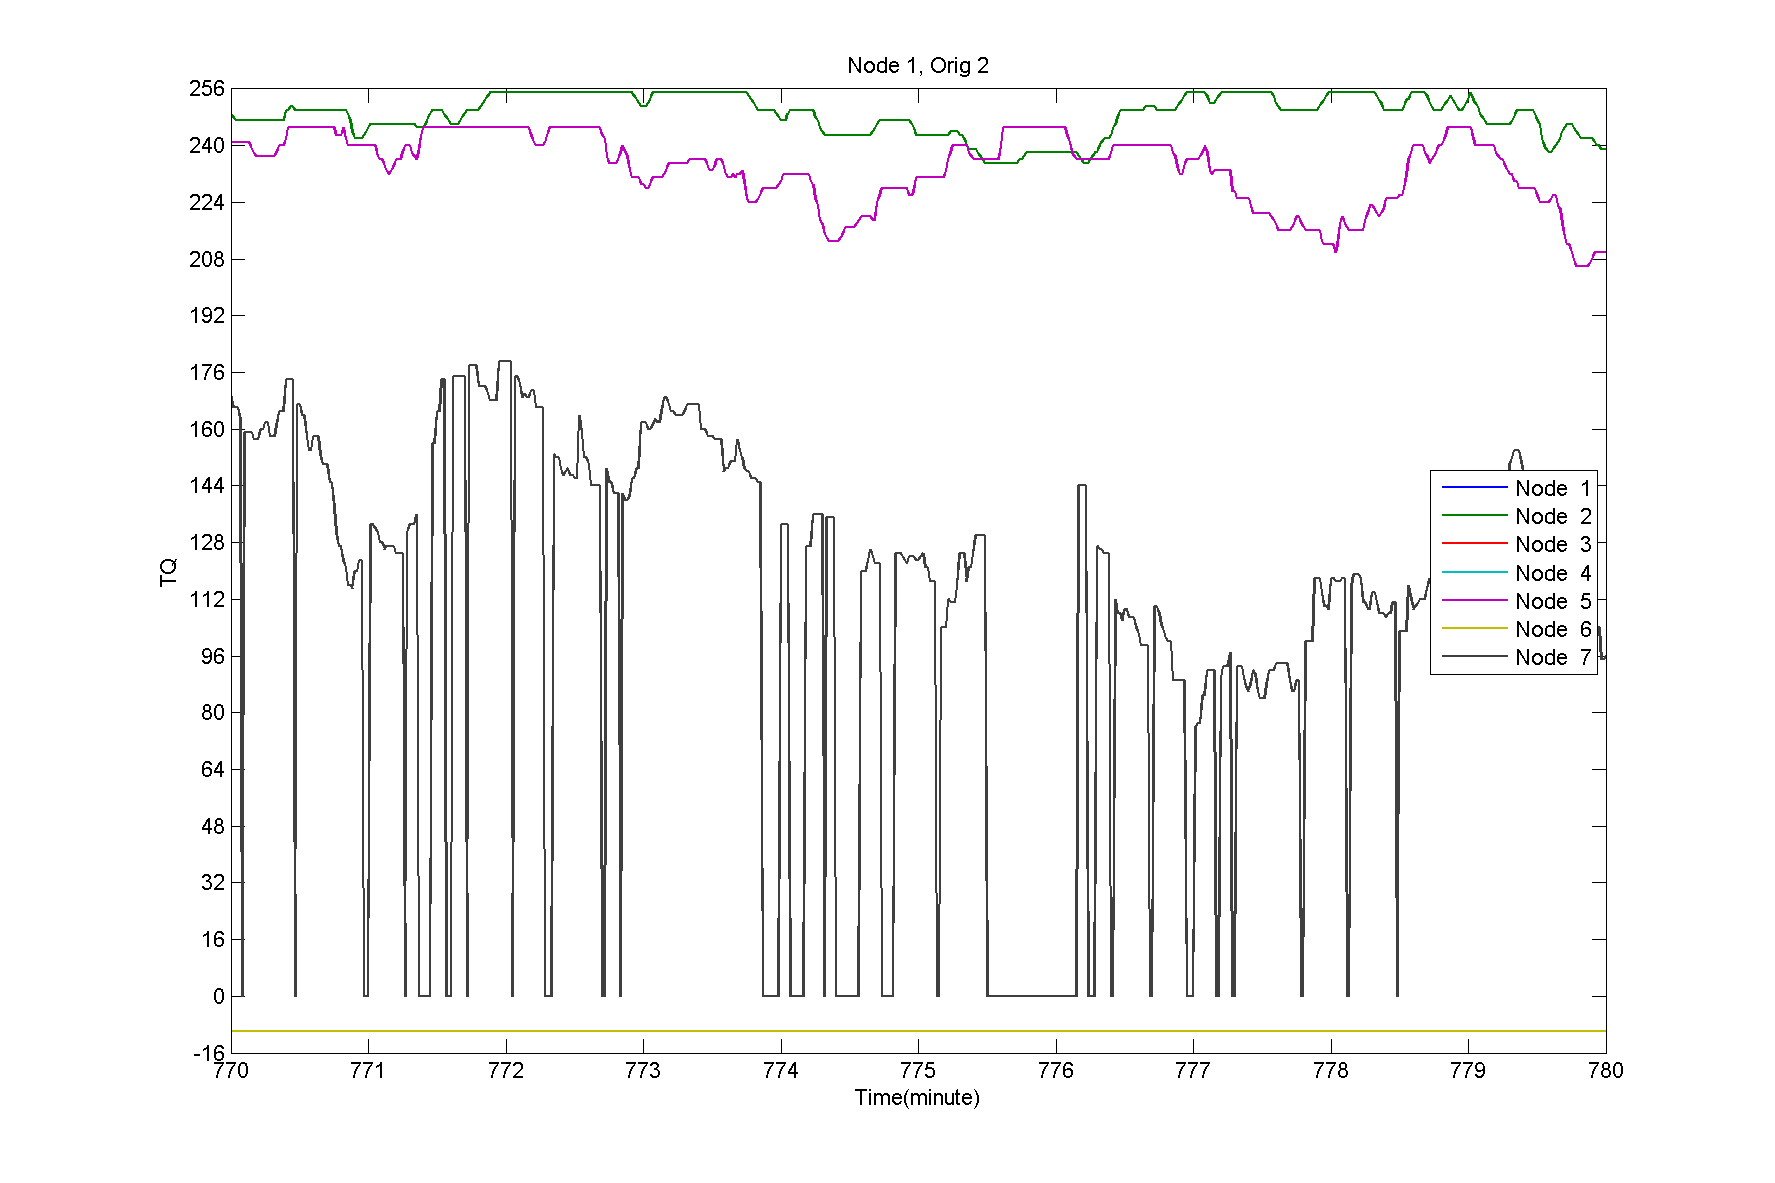 Node 1, Orig 2
256
240
224
208
192
176
160
144
128
112
96
80
64
48
32
16
0
-16
TQ
Node 1
Node 2
Node 3
Node 4
Node 5
Node 6
Node 7
770 771 772 773 774 775 776 777 778 779 780
Time(minute)